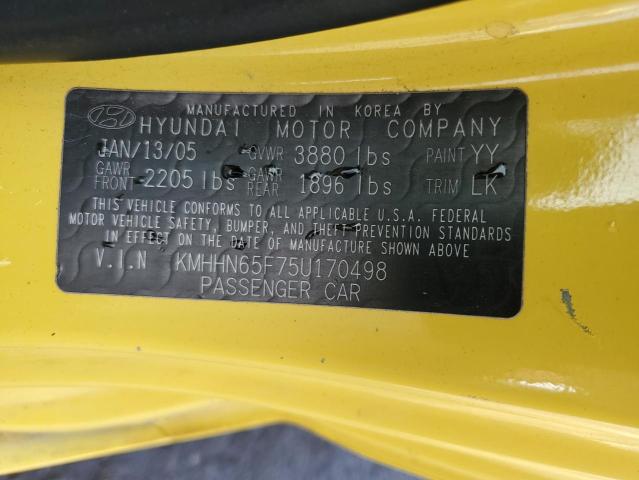 MANUFACTURED IN KOREA BY
HYUNDAI MOTOR COMPANY
JAN/13/05 GVWR 3880 lbs PAINT YY
GAWR FRONT 2205 lbs GAWR REAR 1896 lbs TRIM LK
THIS VEHICLE CONFORMS TO ALL APPLICABLE U.S.A. FEDERAL
MOTOR VEHICLE SAFETY, BUMPER, AND THEFT PREVENTION STANDARDS
IN EFFECT ON THE DATE OF MANUFACTURE SHOWN ABOVE
V.I.N KMHHN65F75U170498
PASSENGER CAR